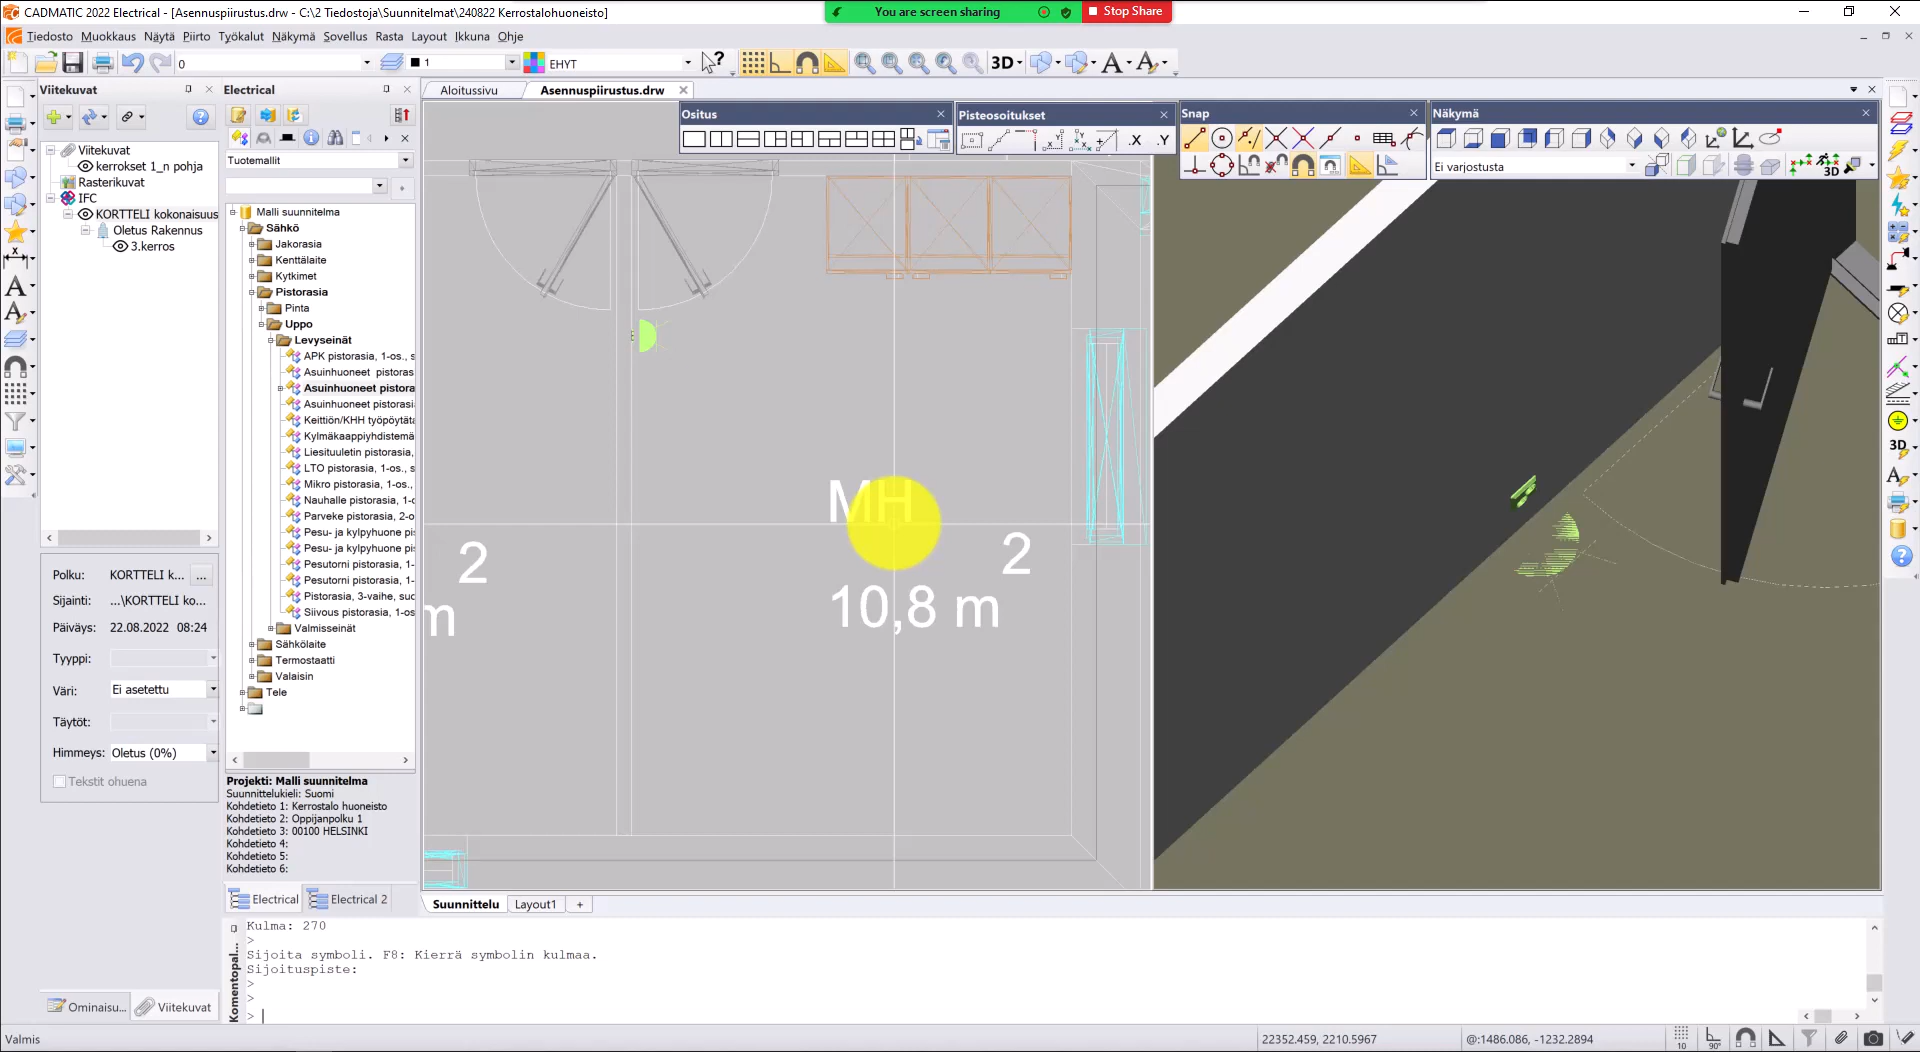 CADMATIC 2022 Electrical - [Asennuspiirustus.drw - C:\2 Tiedostoja\Suunnitelmat\240822 Kerrostalohuoneisto]
You are screen sharing
Stop Share
Tiedosto Muokkaus Näytä Piirto Työkalut Näkymä Sovellus Rasta Layout Ikkuna Ohje
0
1
EHYT
3D
Viitekuvat
Electrical
Aloitussivu
Asennuspiirustus.drw
Ositus
Pisteosoitukset
Snap
Näkymä
.X .Y
Ei varjostusta
3D
Viitekuvat
kerrokset 1_n pohja
Rasterikuvat
IFC
KORTTELI kokonaisuus
Oletus Rakennus
3.kerros
Tuotemallit
Malli suunnitelma
Sähkö
Jakorasia
Kenttälaite
Kytkimet
Pistorasia
Pinta
Uppo
Levyseinät
APK pistorasia, 1-os., s
Asuinhuoneet pistoras
Asuinhuoneet pistora
Asuinhuoneet pistorasi
Keittiön/KHH työpöytäta
Kylmäkaappiyhdistemä
Liesituuletin pistorasia,
LTO pistorasia, 1-os., s
Mikro pistorasia, 1-os.,
Nauhalle pistorasia, 1-o
Parveke pistorasia, 2-o
Pesu- ja kylpyhuone pi
Pesu- ja kylpyhuone pi
Pesutorni pistorasia, 1
Pesutorni pistorasia, 1
Pistorasia, 3-vaihe, suo
Siivous pistorasia, 1-os
Valmisseinät
Sähkölaite
Termostaatti
Valaisin
Tele
Polku: KORTTELI k... ...
Sijainti: ...\KORTTELI ko...
Päiväys: 22.08.2022 08:24
Tyyppi:
Väri: Ei asetettu
Täytöt:
Himmeys: Oletus (0%)
Tekstit ohuena
Projekti: Malli suunnitelma
Suunnittelukieli: Suomi
Kohdetieto 1: Kerrostalo huoneisto
Kohdetieto 2: Oppijanpolku 1
Kohdetieto 3: 00100 HELSINKI
Kohdetieto 4:
Kohdetieto 5:
Kohdetieto 6:
MH
2
2
10,8 m
m
3D
Electrical
Electrical 2
Suunnittelu
Layout1
+
Komentopal...
Kulma: 270
>
Sijoita symboli. F8: Kierrä symbolin kulmaa.
Sijoituspiste:
>
>
>
Ominaisu...
Viitekuvat
Valmis
22352.459, 2210.5967
@:1486.086, -1232.2894
10
90°